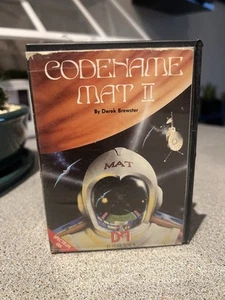 CODENAME
MAT II
By Derek Brewster
MAT